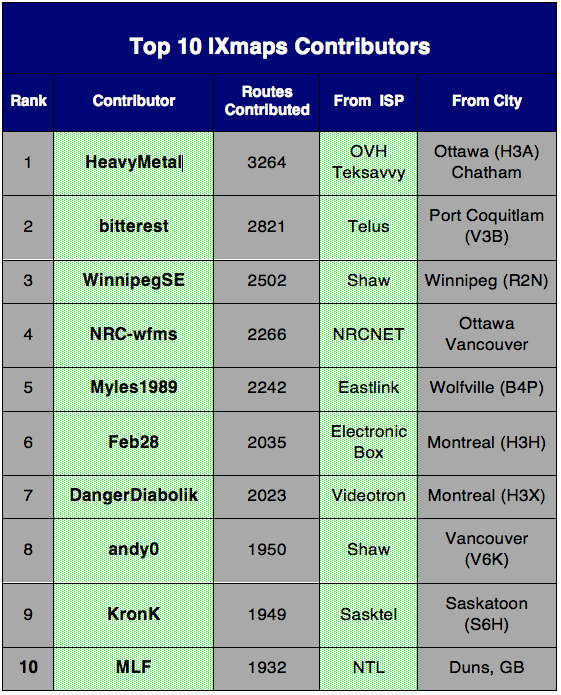 Top 10 IXmaps Contributors
Rank Contributor Routes Contributed From ISP From City
1 HeavyMetal 3264 OVH Teksavvy Ottawa (H3A) Chatham
2 bitterest 2821 Telus Port Coquitlam (V3B)
3 WinnipegSE 2502 Shaw Winnipeg (R2N)
4 NRC-wfms 2266 NRCNET Ottawa Vancouver
5 Myles1989 2242 Eastlink Wolfville (B4P)
6 Feb28 2035 Electronic Box Montreal (H3H)
7 DangerDiabolik 2023 Videotron Montreal (H3X)
8 andy0 1950 Shaw Vancouver (V6K)
9 KronK 1949 Sasktel Saskatoon (S6H)
10 MLF 1932 NTL Duns, GB